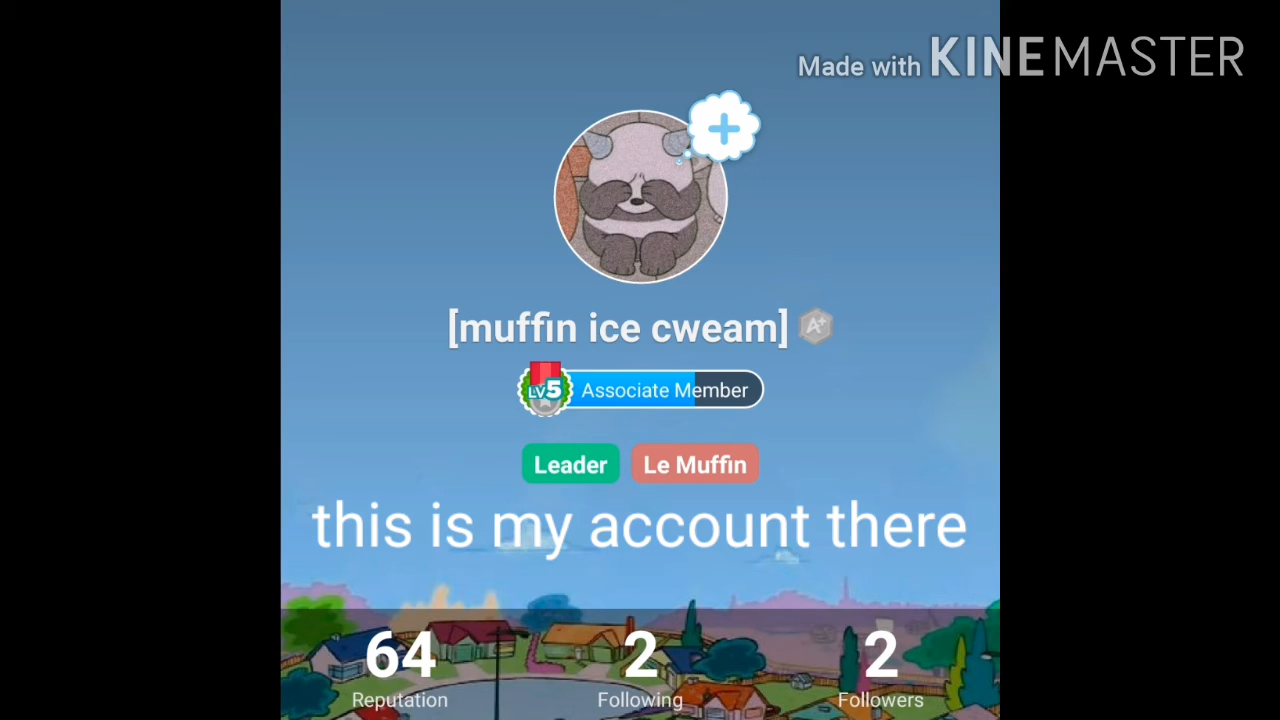 Made with KINEMASTER
[muffin ice cweam] A+
LV5 Associate Member
Leader Le Muffin
this is my account there
64 2 2
Reputation Following Followers